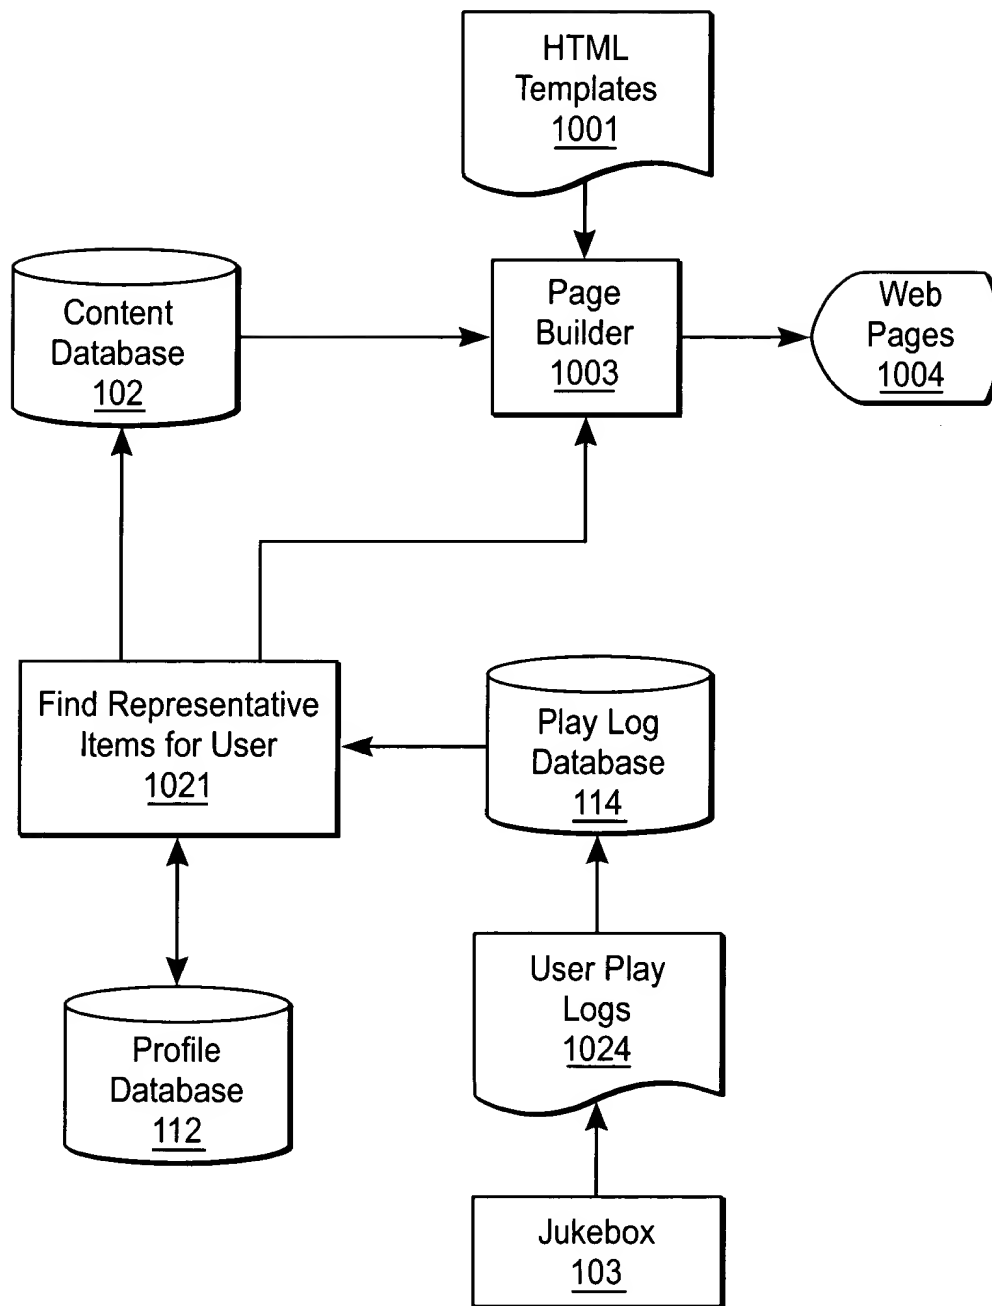 HTML
Templates
1001
Content
Database
102
Page
Builder
1003
Web
Pages
1004
Find Representative
Items for User
1021
Play Log
Database
114
Profile
Database
112
User Play
Logs
1024
Jukebox
103